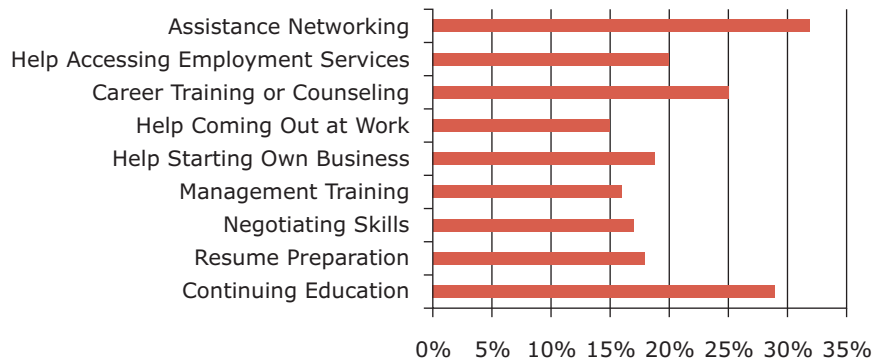 Assistance Networking
Help Accessing Employment Services
Career Training or Counseling
Help Coming Out at Work
Help Starting Own Business
Management Training
Negotiating Skills
Resume Preparation
Continuing Education
0% 5% 10% 15% 20% 25% 30% 35%